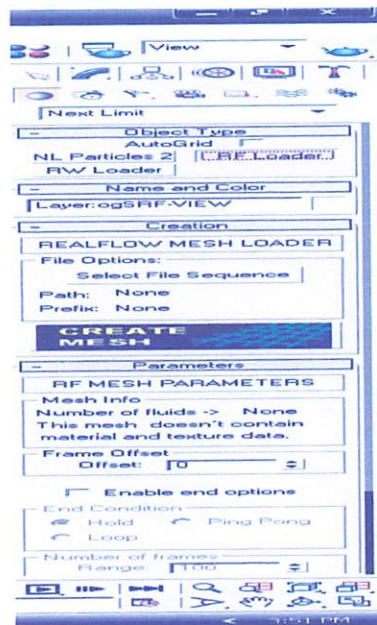 View
Next Limit
- Object Type
AutoGrid
NL Particles 2 RF Loader
RW Loader
- Name and Color
Layer:ogSRF-VIEW
- Creation
REALFLOW MESH LOADER
File Options:
Select File Sequence
Path: None
Prefix: None
CREATE
MESH
- Parameters
RF MESH PARAMETERS
Mesh Info
Number of fluids -> None
This mesh doesn't contain
material and texture data.
Frame Offset
Offset: 0
Enable end options
End Condition
Hold Ping Pong
Loop
Number of frames
Range: 100
< 3:51 PM